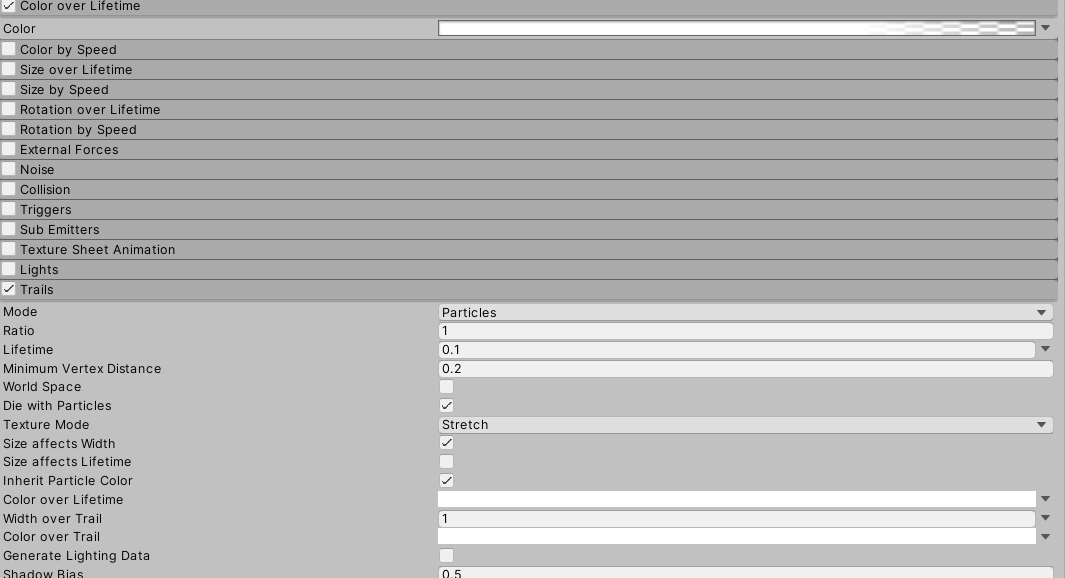 Color over Lifetime
Color
Color by Speed
Size over Lifetime
Size by Speed
Rotation over Lifetime
Rotation by Speed
External Forces
Noise
Collision
Triggers
Sub Emitters
Texture Sheet Animation
Lights
Trails
Mode Particles
Ratio 1
Lifetime 0.1
Minimum Vertex Distance 0.2
World Space
Die with Particles
Texture Mode Stretch
Size affects Width
Size affects Lifetime
Inherit Particle Color
Color over Lifetime
Width over Trail 1
Color over Trail
Generate Lighting Data
Shadow Bias 0.5